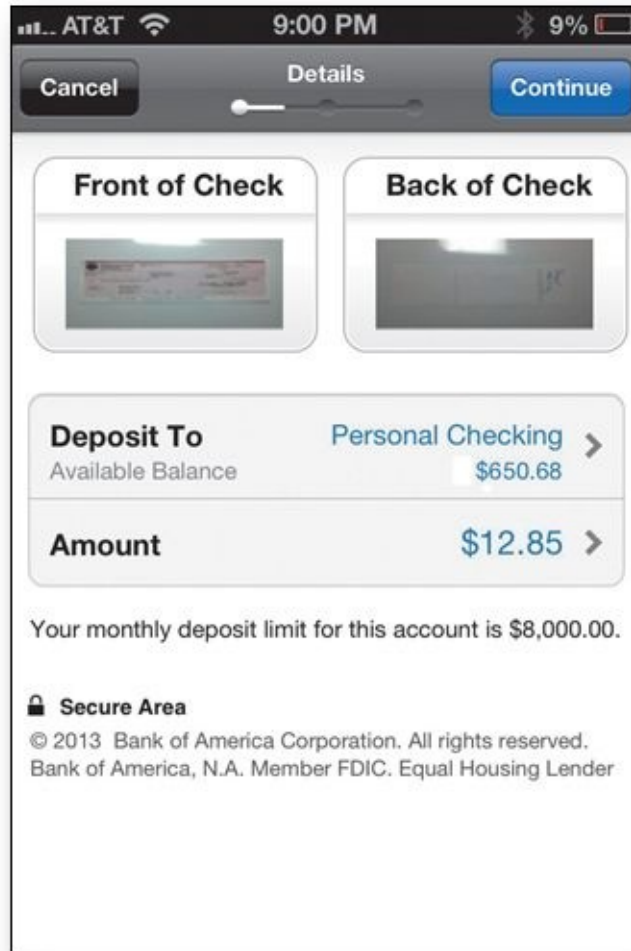 AT&T 9:00 PM 9%
Cancel Details Continue
Front of Check Back of Check
Deposit To Personal Checking
Available Balance $650.68
Amount $12.85
Your monthly deposit limit for this account is $8,000.00.
Secure Area
© 2013 Bank of America Corporation. All rights reserved.
Bank of America, N.A. Member FDIC. Equal Housing Lender